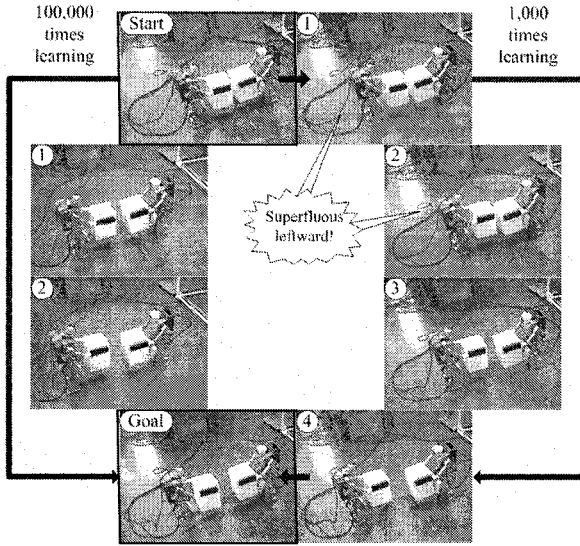 100,000
times
learning
Start
1
1,000
times
learning
1
2
Superfluous
leftward!
2
3
Goal
4